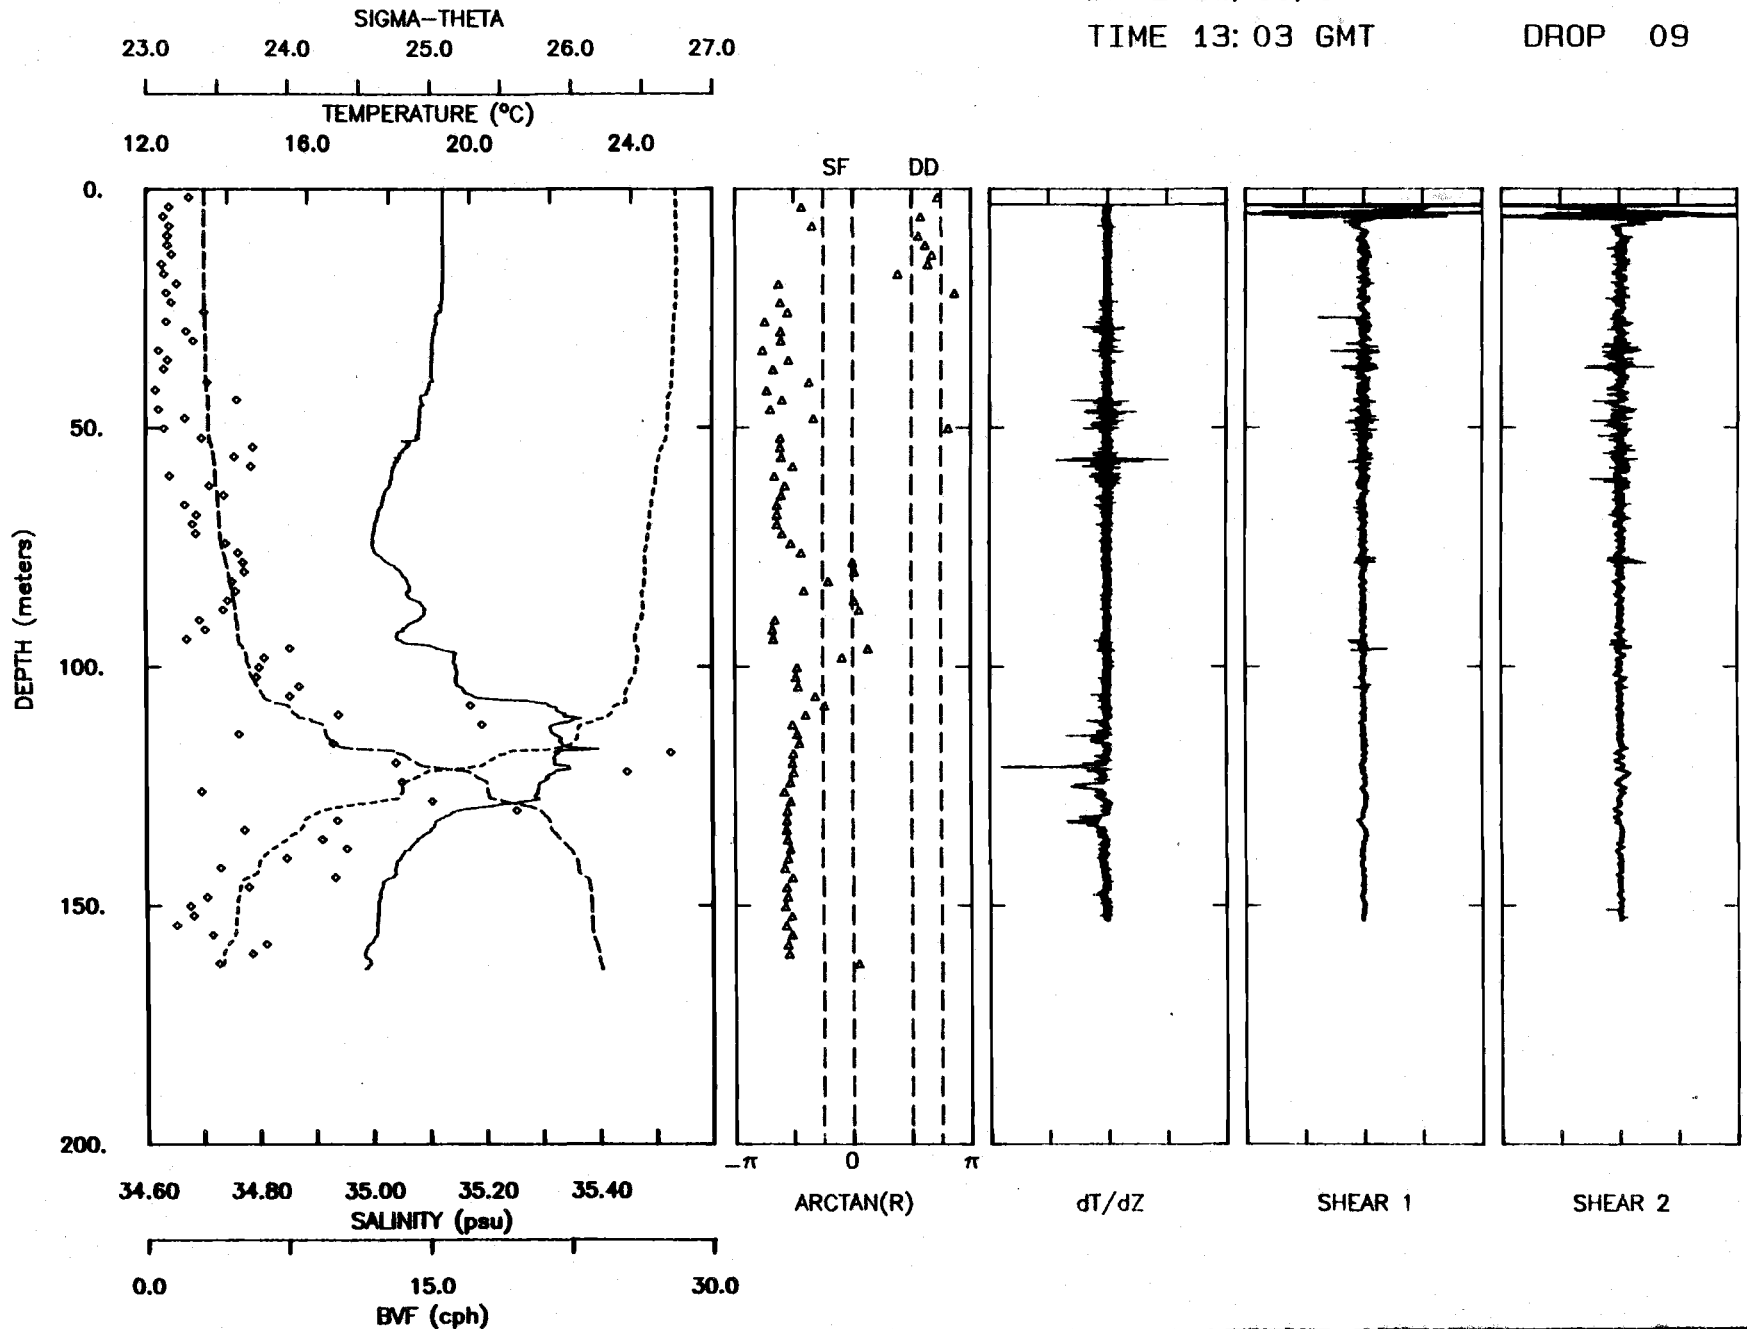 SIGMA-THETA
23.0 24.0 25.0 26.0 27.0
TIME 13:03 GMT DROP 09
TEMPERATURE (°C)
12.0 16.0 20.0 24.0
SF DD
0.
50.
100.
150.
200.
DEPTH (meters)
-π 0 π
34.60 34.80 35.00 35.20 35.40
SALINITY (psu)
ARCTAN(R) dT/dZ SHEAR 1 SHEAR 2
0.0 15.0 30.0
BVF (cph)